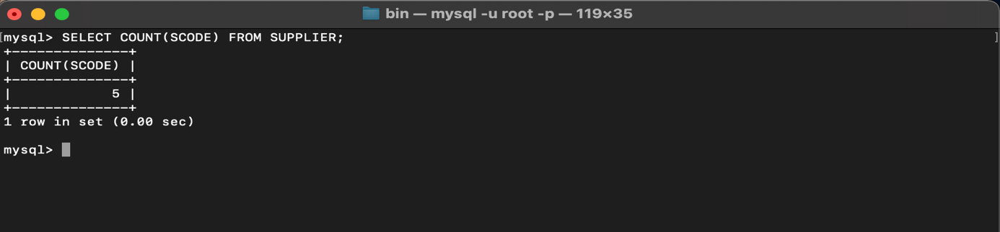 bin — mysql -u root -p — 119×35
[mysql> SELECT COUNT(SCODE) FROM SUPPLIER; ]
+--------------+
| COUNT(SCODE) |
+--------------+
|            5 |
+--------------+
1 row in set (0.00 sec)
mysql>